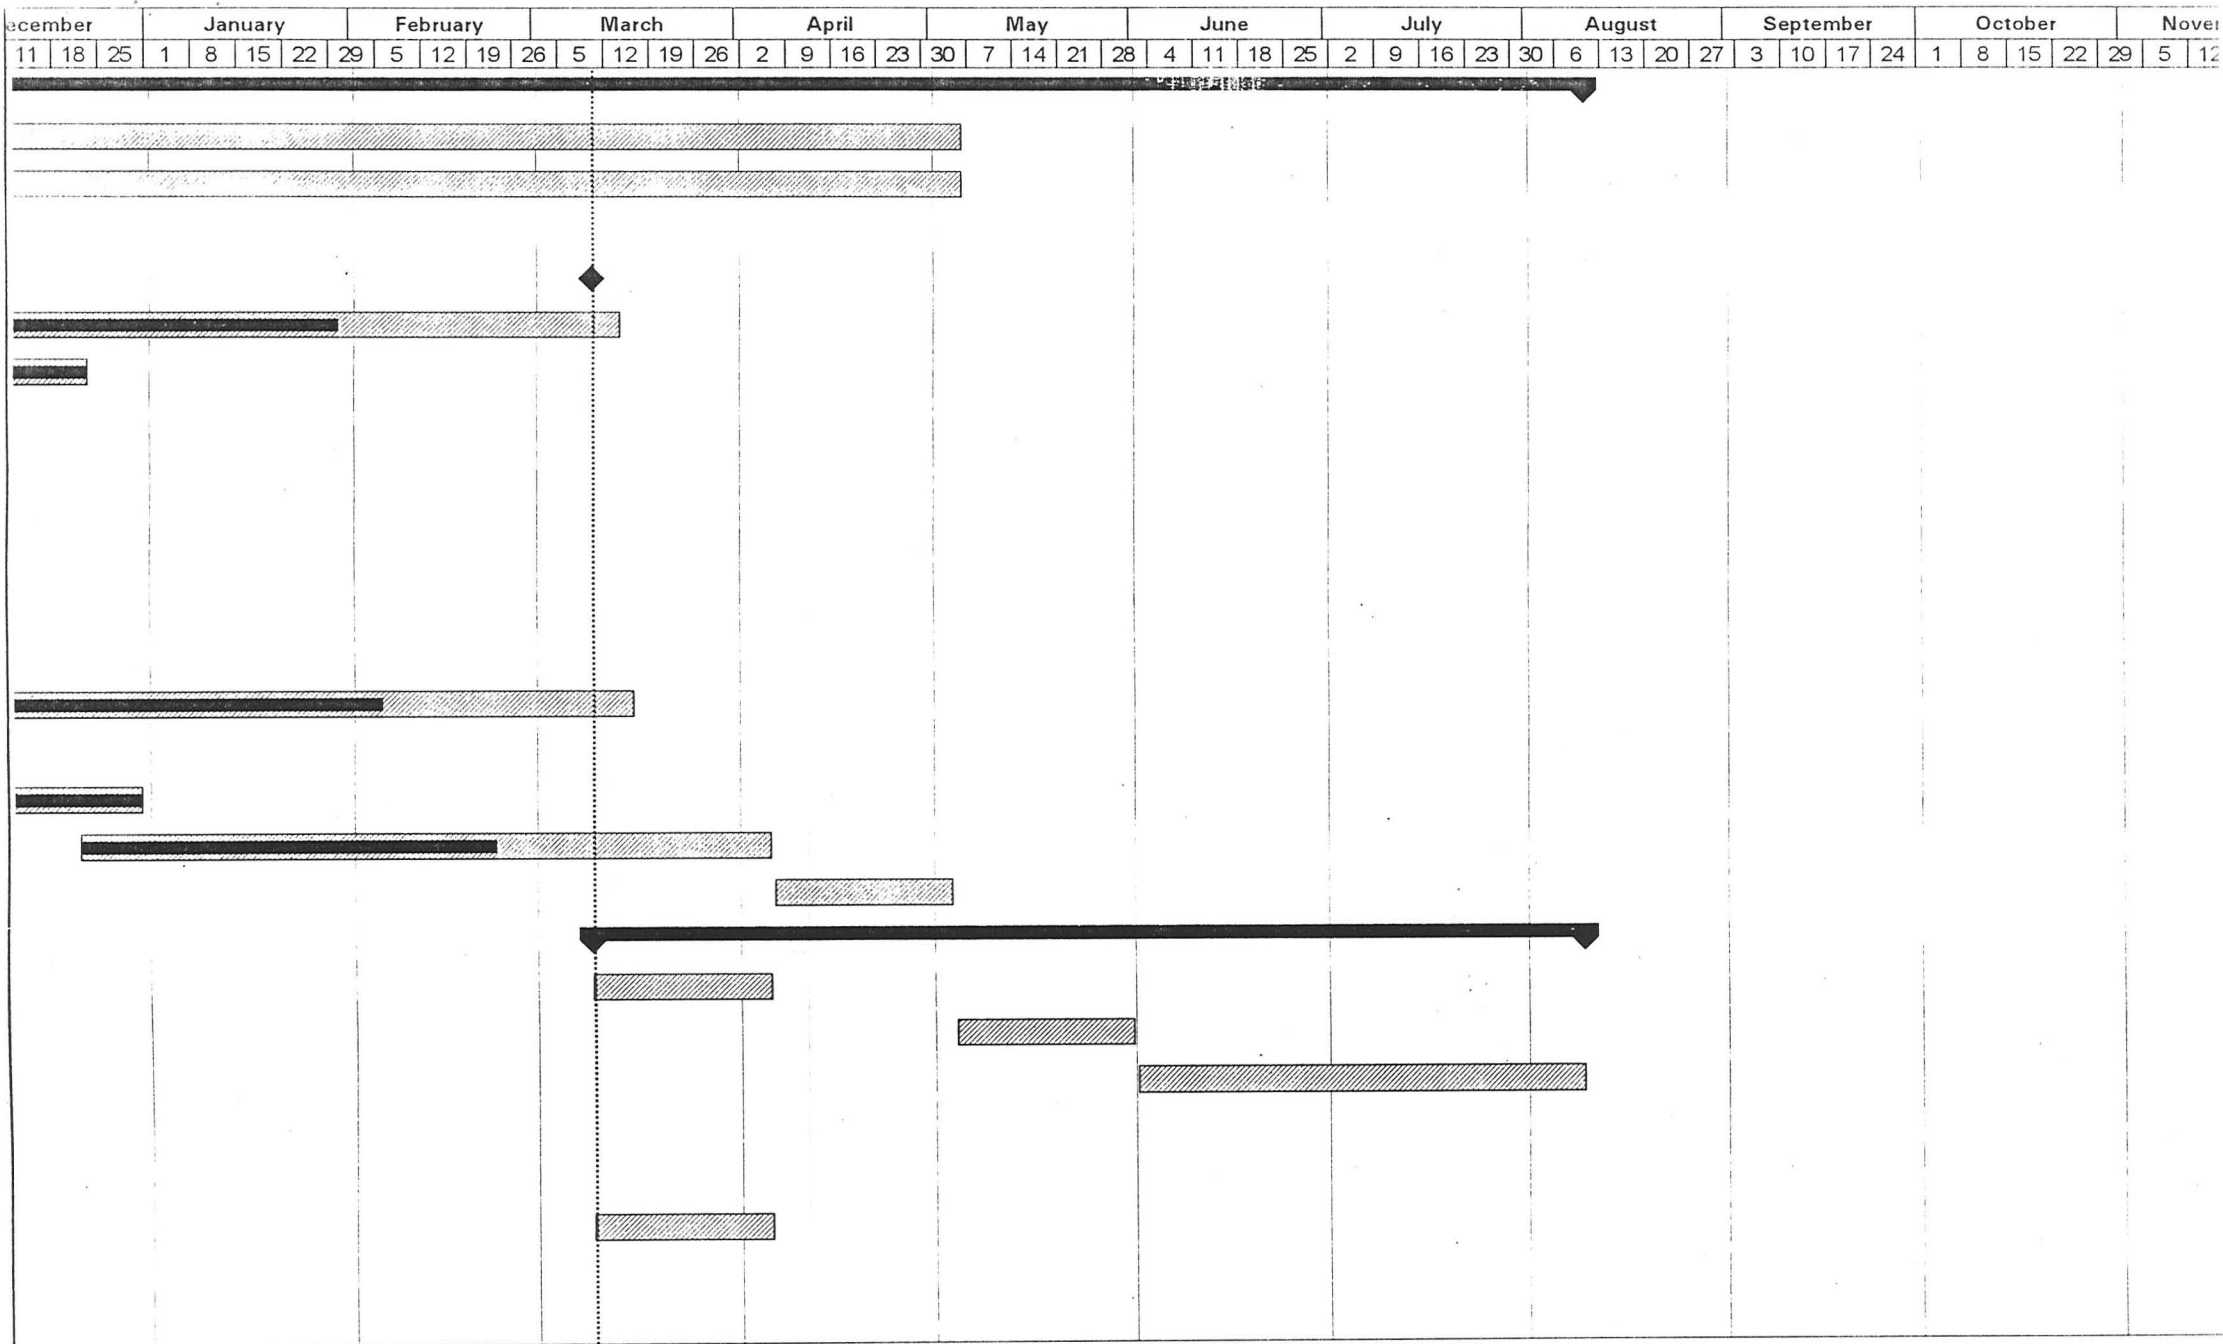 ecember January February March April May June July August September October Nover
11 18 25 1 8 15 22 29 5 12 19 26 5 12 19 26 2 9 16 23 30 7 14 21 28 4 11 18 25 2 9 16 23 30 6 13 20 27 3 10 17 24 1 8 15 22 29 5 12